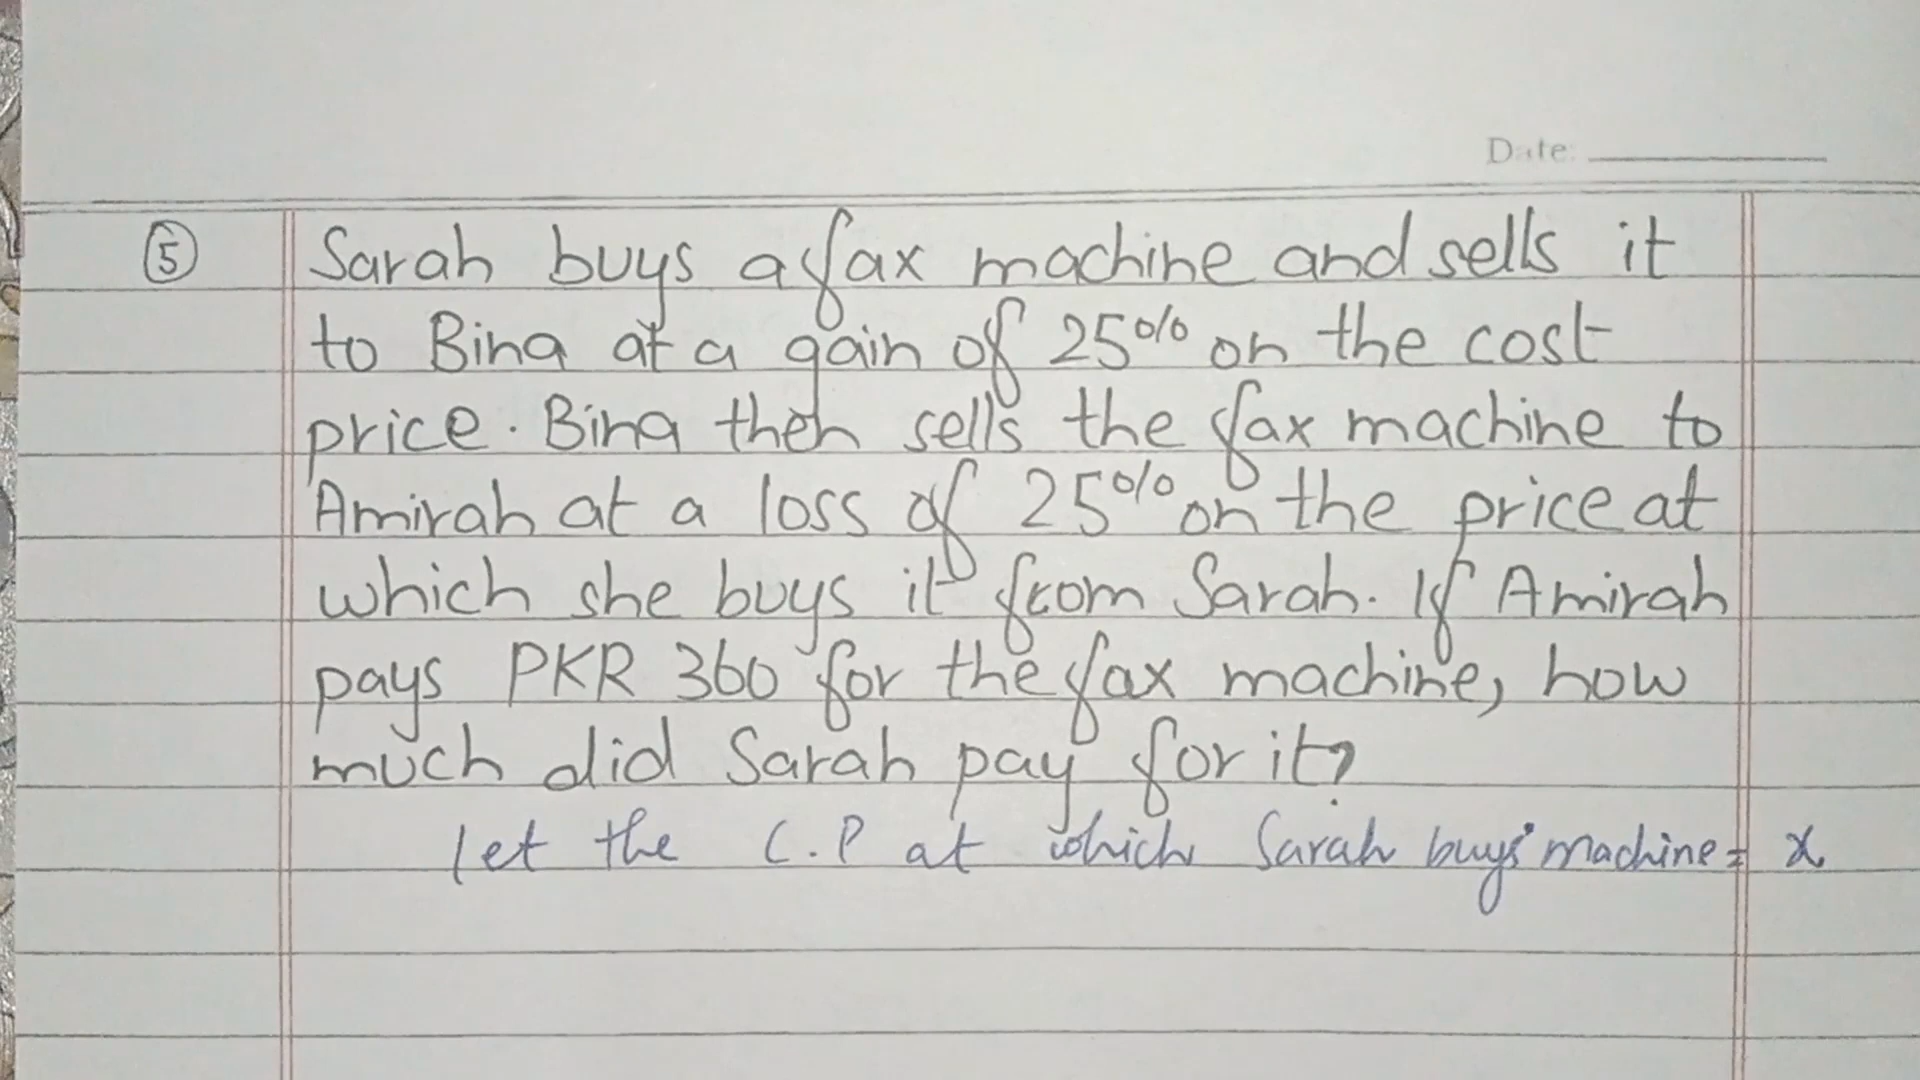 Date:
5 Sarah buys a fax machine and sells it
to Bina at a gain of 25% on the cost
price. Bina then sells the fax machine to
Amirah at a loss of 25% on the price at
which she buys it from Sarah. If Amirah
pays PKR 360 for the fax machine, how
much did Sarah pay for it?
Let the C.P at which Sarah buys machine = x